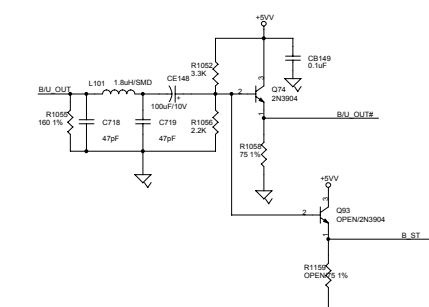 +5VV
R1052
3.3K
CB149
0.1uF
L101 1.8uH/SMD CE148
B/U_OUT
100uF/10V
3
2
1
Q74
2N3904
R1055
160 1%
C718
47pF
C719
47pF
R1056
2.2K
B/U_OUT#
R1058
75 1%
+5VV
3
2
1
Q93
OPEN/2N3904
B_ST
R1159
OPEN/75 1%